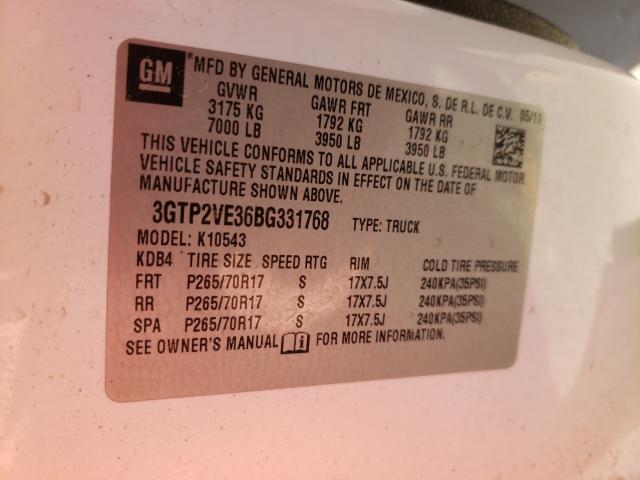 GM
*MFD BY GENERAL MOTORS DE MEXICO, S. DE R.L. DE C.V. 05/11
GVWR GAWR FRT GAWR RR
3175 KG 1792 KG 1792 KG
7000 LB 3950 LB 3950 LB
THIS VEHICLE CONFORMS TO ALL APPLICABLE U.S. FEDERAL MOTOR
VEHICLE SAFETY STANDARDS IN EFFECT ON THE DATE OF
MANUFACTURE SHOWN ABOVE.
3GTP2VE36BG331768 TYPE: TRUCK
MODEL: K10543
KDB4 TIRE SIZE SPEED RTG RIM COLD TIRE PRESSURE
FRT P265/70R17 S 17X7.5J 240KPA(35PSI)
RR P265/70R17 S 17X7.5J 240KPA(35PSI)
SPA P265/70R17 S 17X7.5J 240KPA(35PSI)
SEE OWNER'S MANUAL FOR MORE INFORMATION.